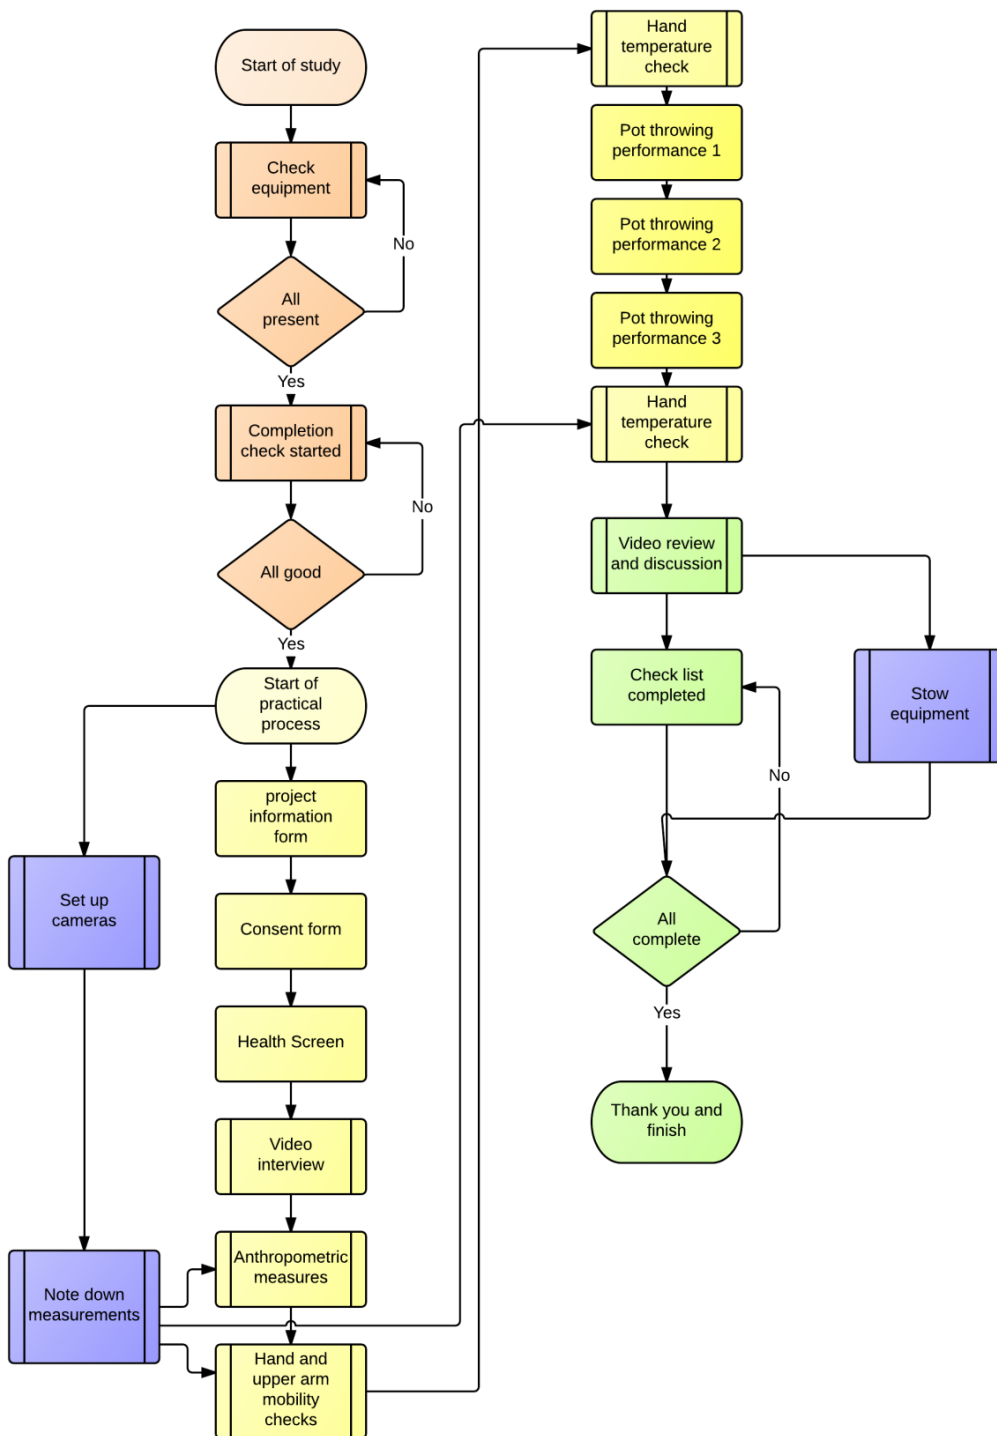 Start of study
Check
equipment
No
All
present
Yes
Completion
check started
No
All good
Yes
Start of
practical
process
project
information
form
Set up
cameras
Consent form
Health Screen
Video
interview
Anthropometric
measures
Note down
measurements
Hand and
upper arm
mobility
checks
Hand
temperature
check
Pot throwing
performance 1
Pot throwing
performance 2
Pot throwing
performance 3
Hand
temperature
check
Video review
and discussion
Check list
completed
Stow
equipment
No
All
complete
Yes
Thank you and
finish